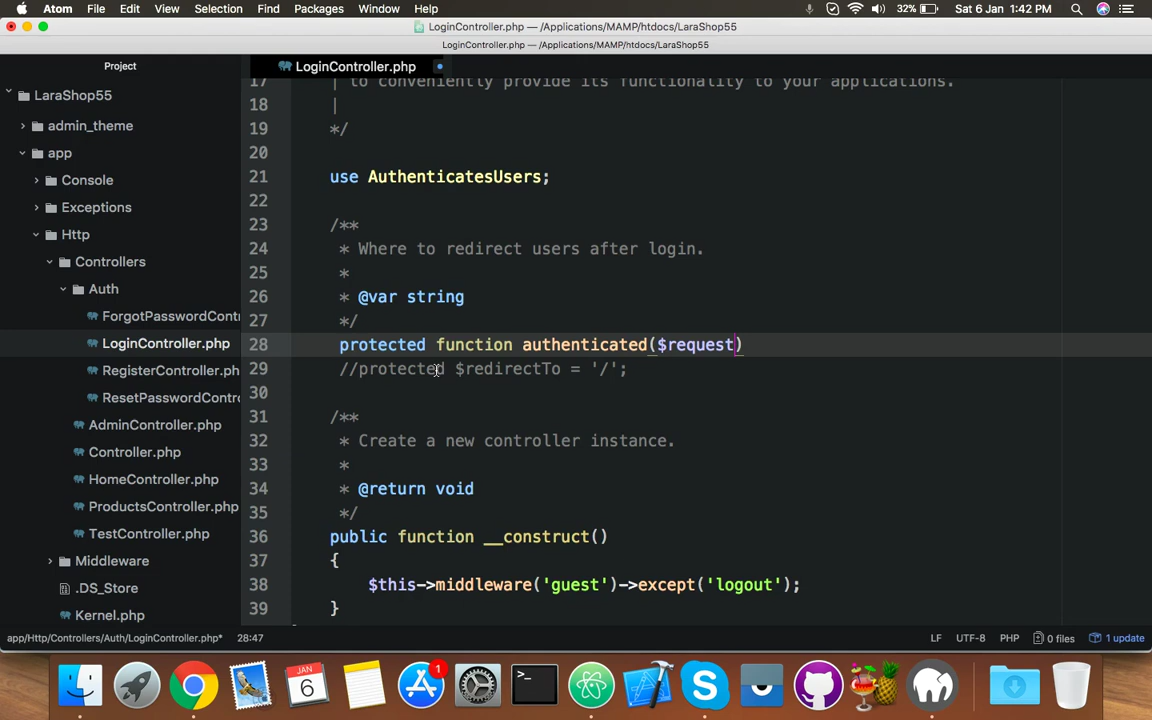 Atom File Edit View Selection Find Packages Window Help 32% Sat 6 Jan 1:42 PM
LoginController.php — /Applications/MAMP/htdocs/LaraShop55
LoginController.php — /Applications/MAMP/htdocs/LaraShop55
Project
LoginController.php
LaraShop55
admin_theme
app
Console
Exceptions
Http
Controllers
Auth
ForgotPasswordCont
LoginController.php
RegisterController.ph
ResetPasswordContro
AdminController.php
Controller.php
HomeController.php
ProductsController.php
TestController.php
Middleware
.DS_Store
Kernel.php
17 | to conveniently provide its functionality to your applications.
18 |
19 */
20
21 use AuthenticatesUsers;
22
23 /**
24 * Where to redirect users after login.
25 *
26 * @var string
27 */
28 protected function authenticated($request)
29 //protected $redirectTo = '/';
30
31 /**
32 * Create a new controller instance.
33 *
34 * @return void
35 */
36 public function __construct()
37 {
38 $this->middleware('guest')->except('logout');
39 }
app/Http/Controllers/Auth/LoginController.php* 28:47 LF UTF-8 PHP 0 files 1 update
JAN
6
1
>_